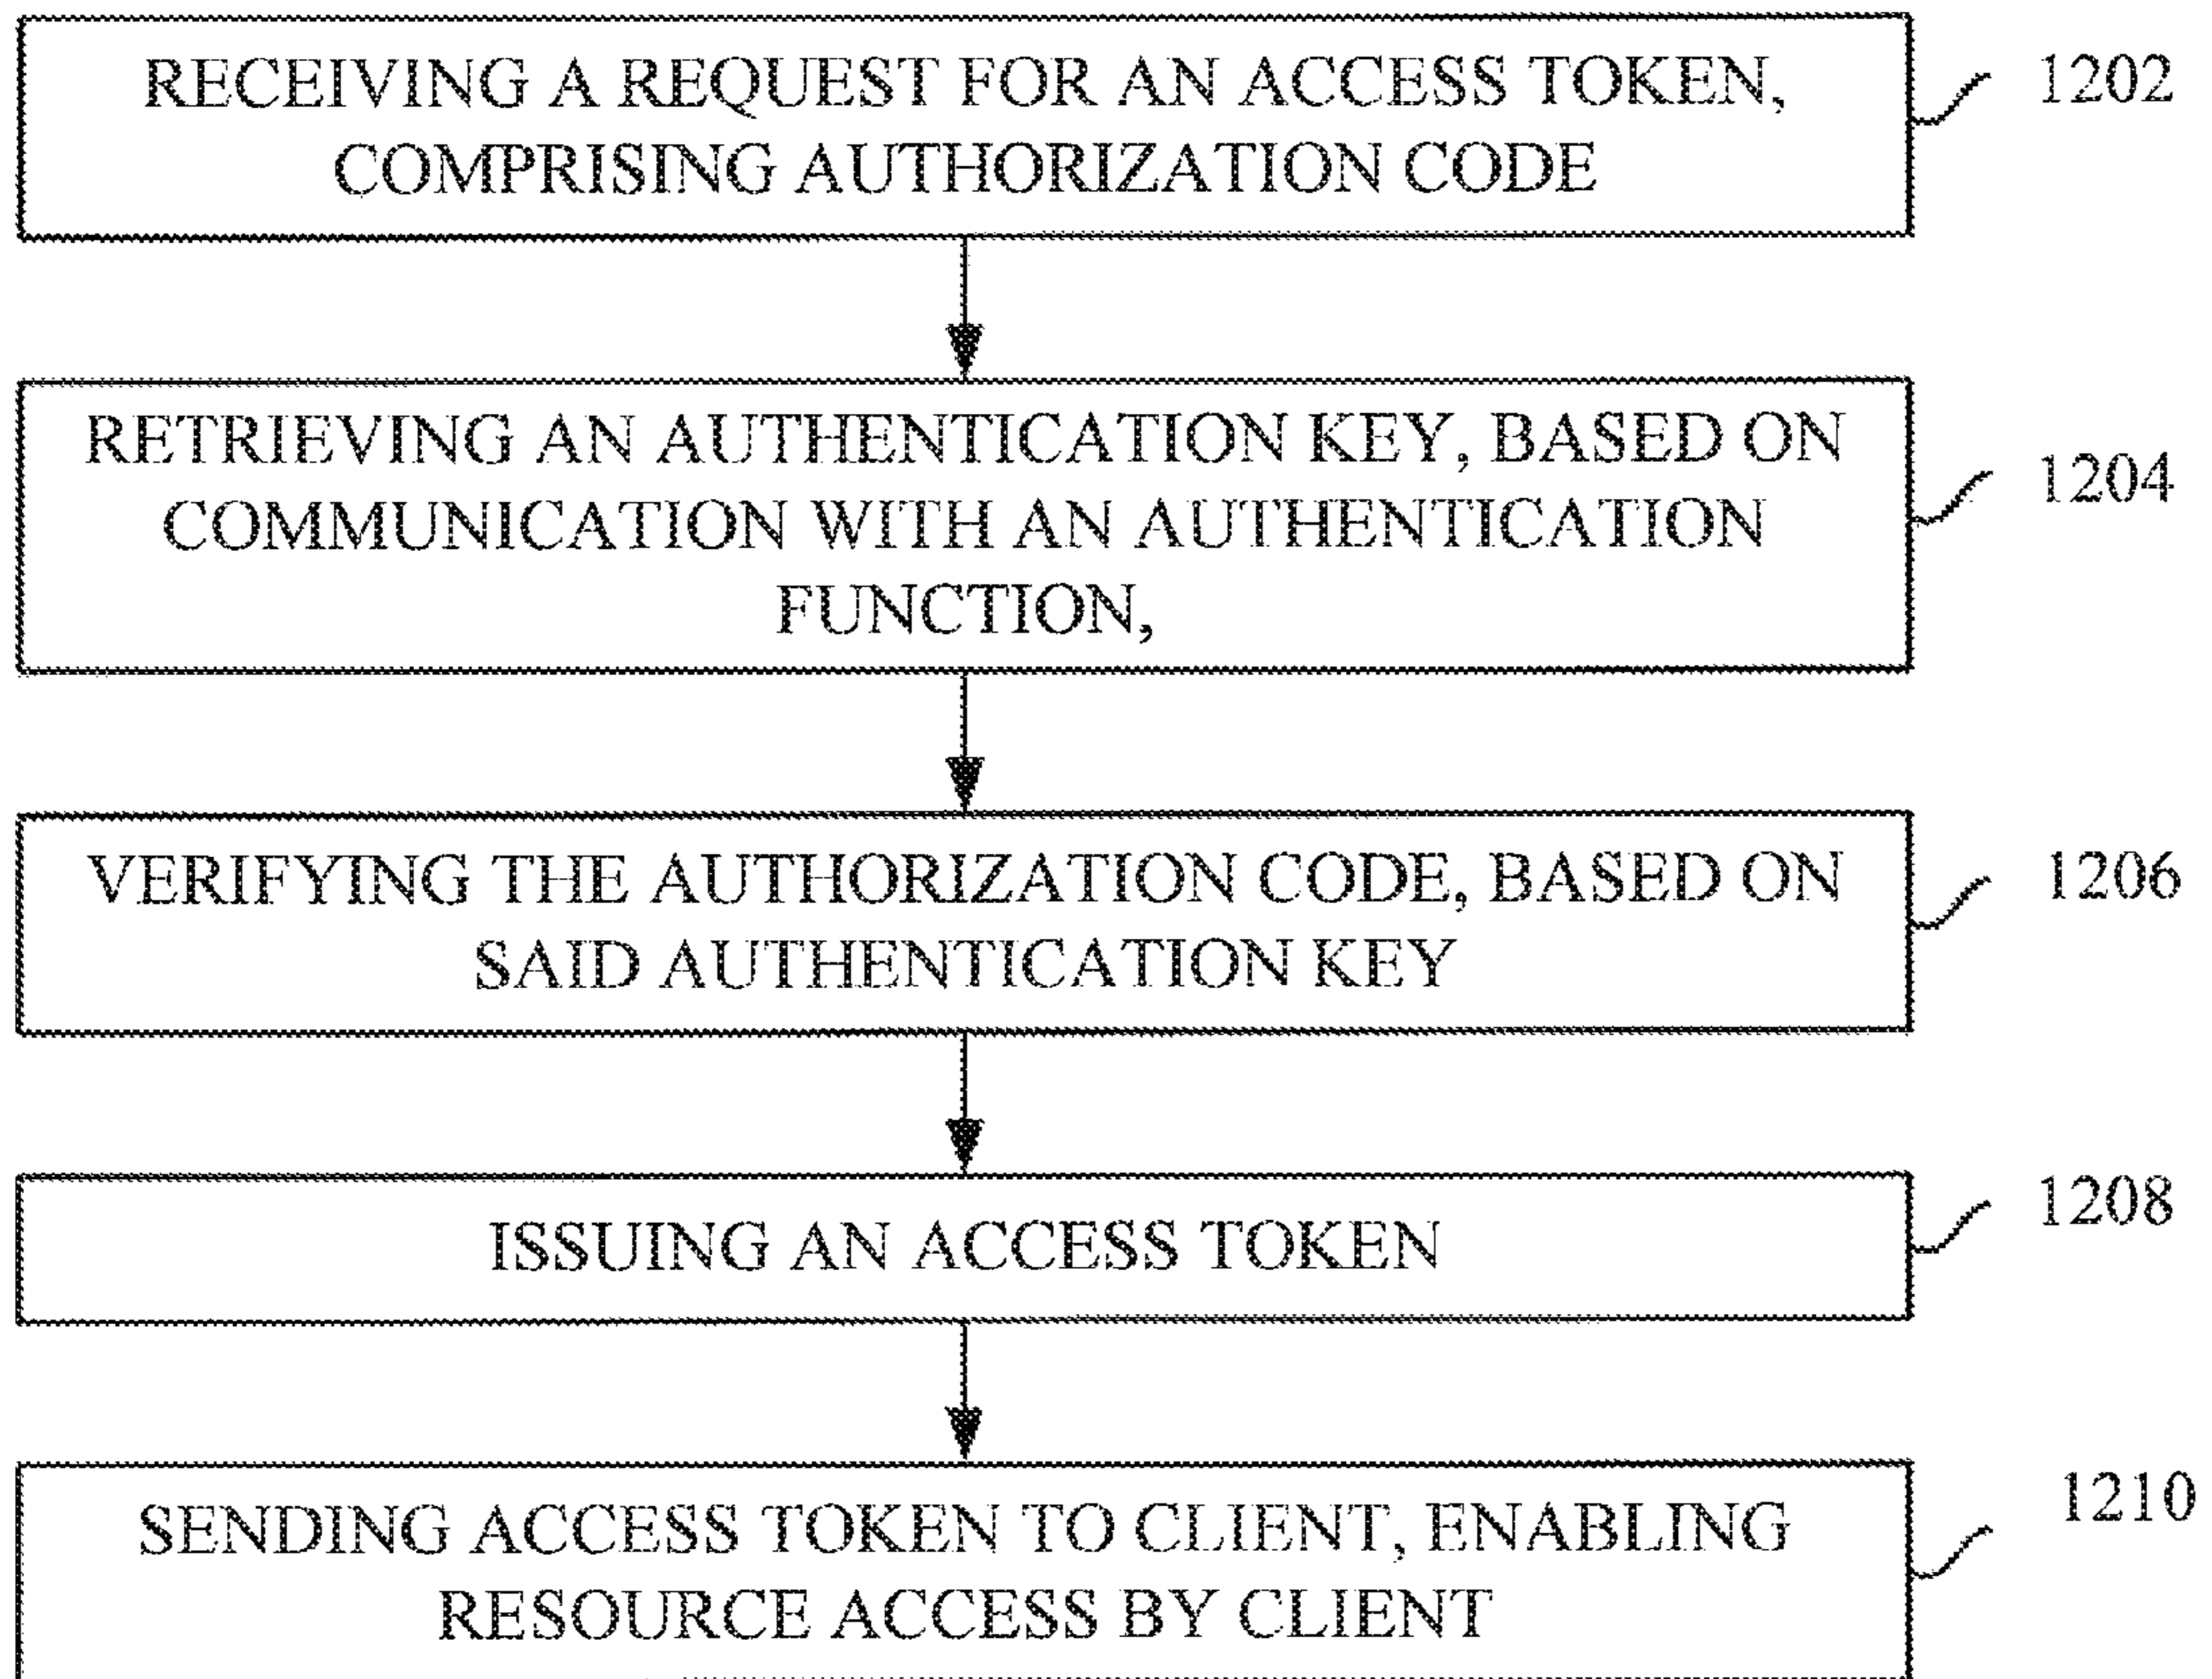 RECEIVING A REQUEST FOR AN ACCESS TOKEN,
COMPRISING AUTHORIZATION CODE
1202
RETRIEVING AN AUTHENTICATION KEY, BASED ON
COMMUNICATION WITH AN AUTHENTICATION
FUNCTION,
1204
VERIFYING THE AUTHORIZATION CODE, BASED ON
SAID AUTHENTICATION KEY
1206
ISSUING AN ACCESS TOKEN
1208
SENDING ACCESS TOKEN TO CLIENT, ENABLING
RESOURCE ACCESS BY CLIENT
1210